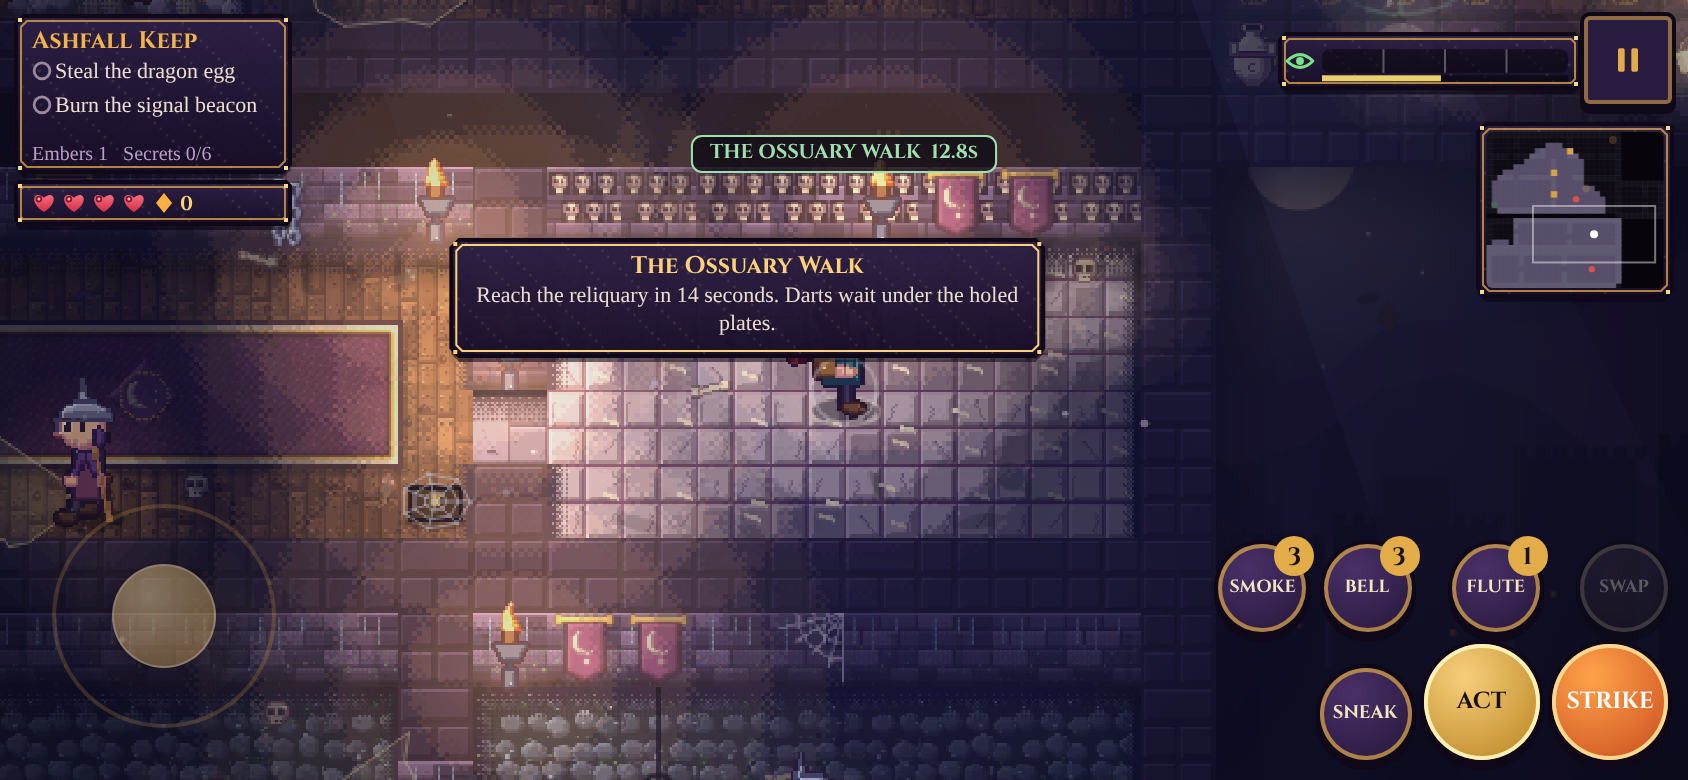 Ashfall Keep
Steal the dragon egg
Burn the signal beacon
Embers 1 Secrets 0/6
0
THE OSSUARY WALK 12.8s
The Ossuary Walk
Reach the reliquary in 14 seconds. Darts wait under the holed
plates.
C
3
3
1
SMOKE
BELL
FLUTE
SWAP
SNEAK
ACT
STRIKE